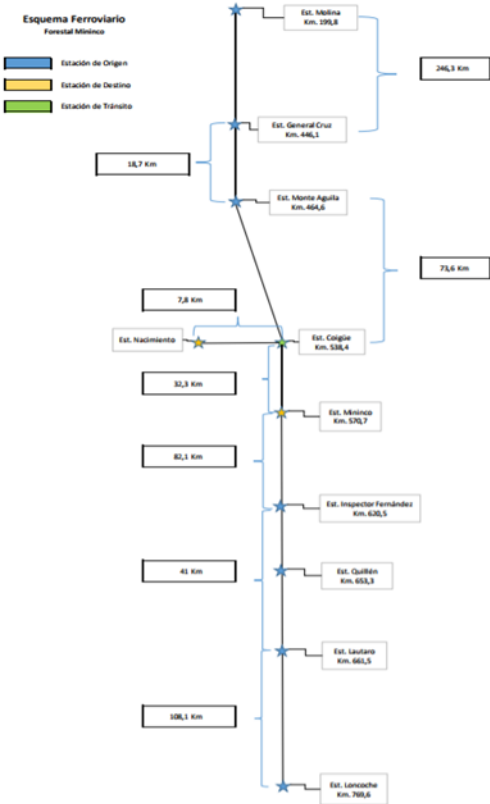 Esquema Ferroviario
Forestal Mininco
Estación de Origen
Estación de Destino
Estación de Tránsito
Est. Molina
Km. 199,8
246,3 Km
Est. General Cruz
Km. 446,1
18,7 Km
Est. Monte Aguila
Km. 464,6
73,6 Km
7,8 Km
Est. Nacimiento
Est. Coigüe
Km. 538,4
32,3 Km
Est. Mininco
Km. 570,7
82,1 Km
Est. Inspector Fernández
Km. 620,5
41 Km
Est. Quillén
Km. 653,3
Est. Lautaro
Km. 661,5
108,1 Km
Est. Loncoche
Km. 769,6